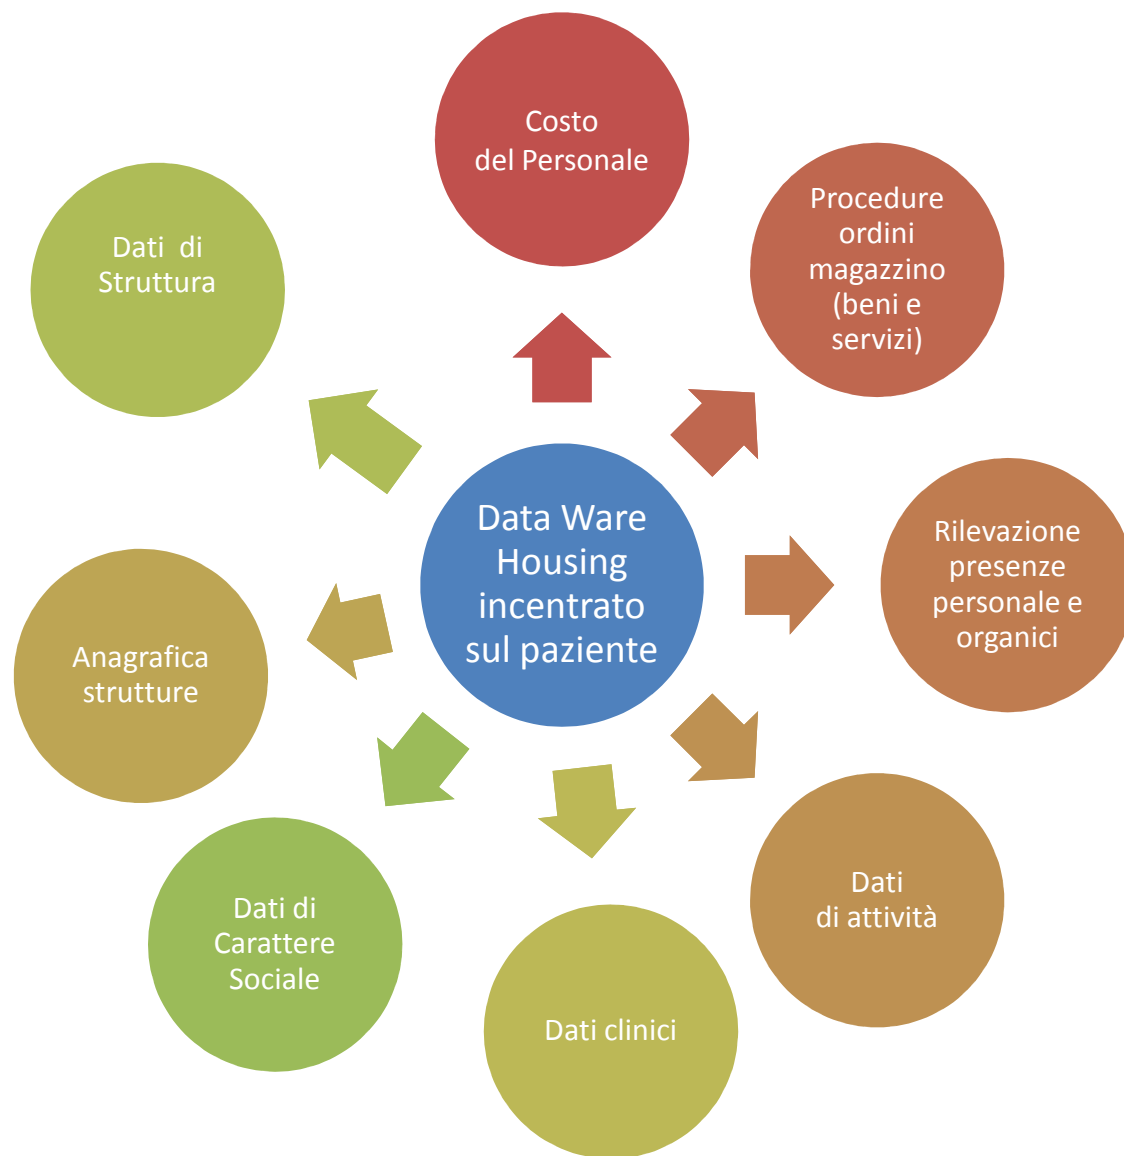 Costo
del Personale
Procedure
ordini
magazzino
(beni e
servizi)
Rilevazione
presenze
personale e
organici
Dati
di attività
Dati clinici
Dati di
Carattere
Sociale
Anagrafica
strutture
Dati di
Struttura
Data Ware
Housing
incentrato
sul paziente